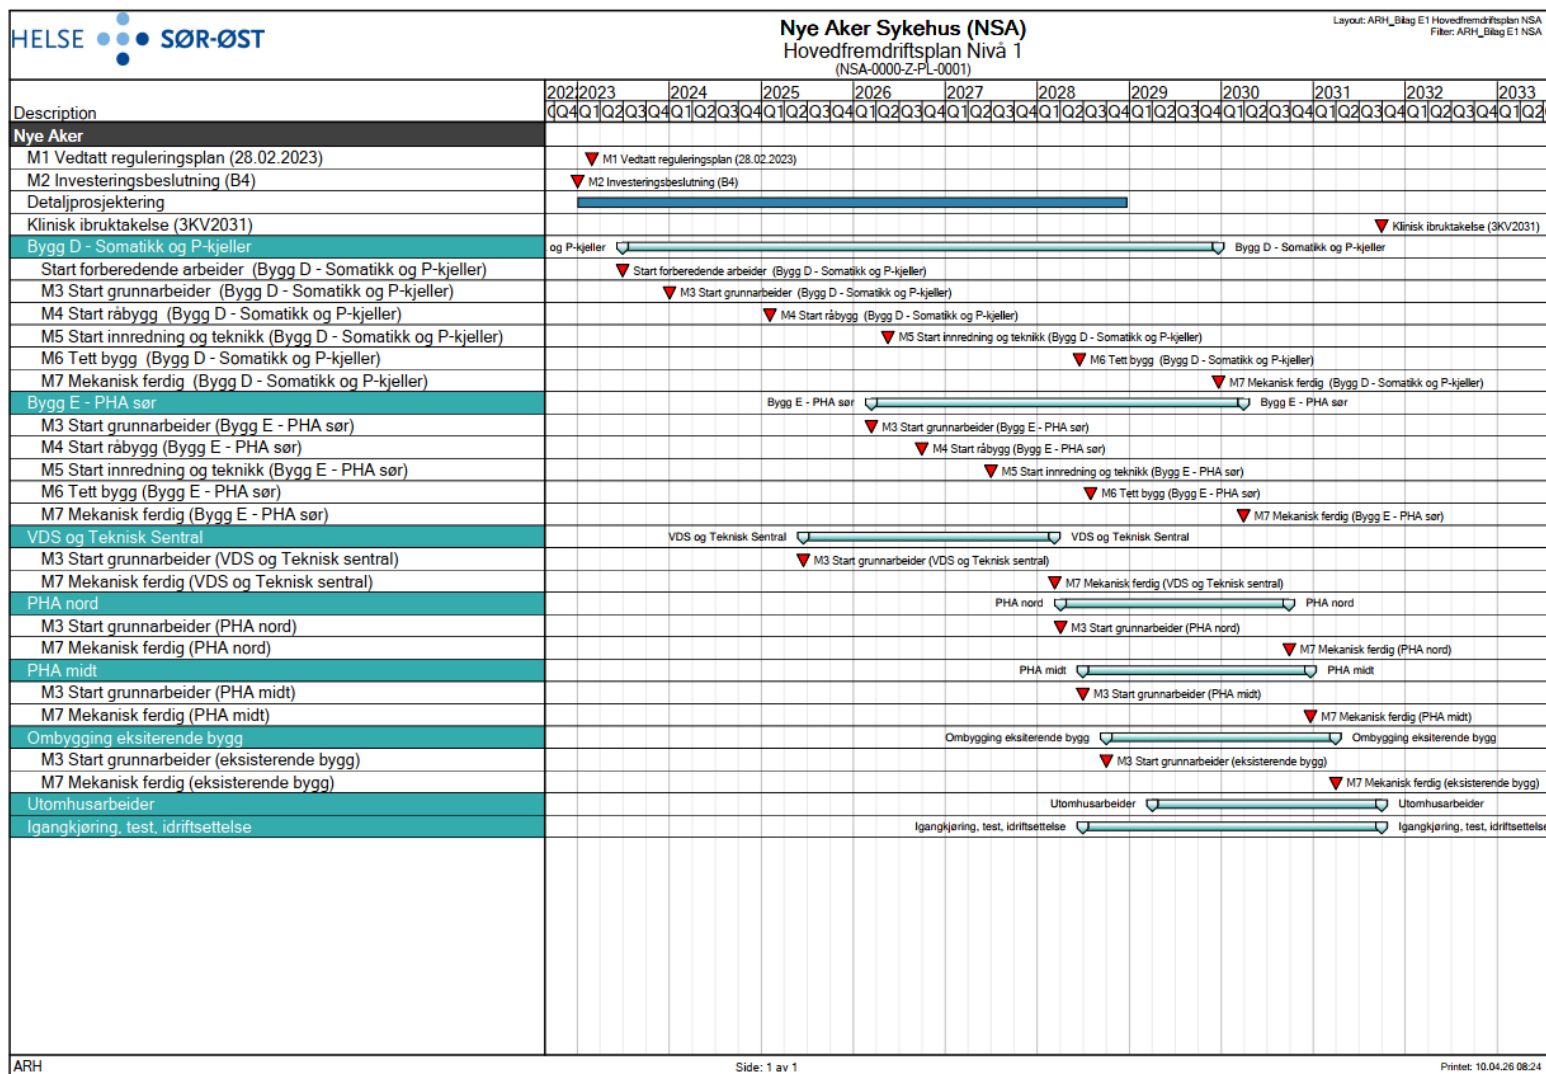 HELSE SØR-ØST
Nye Aker Sykehus (NSA)
Hovedfremdriftsplan Nivå 1
(NSA-0000-Z-PL-0001)
Layout: ARH_Bilag E1 Hovedfremdriftsplan NSA
Filter: ARH_Bilag E1 NSA
Description
2022 2023 2024 2025 2026 2027 2028 2029 2030 2031 2032 2033
Q4 Q1 Q2 Q3 Q4 Q1 Q2 Q3 Q4 Q1 Q2 Q3 Q4 Q1 Q2 Q3 Q4 Q1 Q2 Q3 Q4 Q1 Q2 Q3 Q4 Q1 Q2 Q3 Q4 Q1 Q2 Q3 Q4 Q1 Q2 Q3 Q4 Q1 Q2 Q3 Q4 Q1 Q2
Nye Aker
M1 Vedtatt reguleringsplan (28.02.2023) M1 Vedtatt reguleringsplan (28.02.2023)
M2 Investeringsbeslutning (B4) M2 Investeringsbeslutning (B4)
Detaljprosjektering
Klinisk ibruktakelse (3KV2031) Klinisk ibruktakelse (3KV2031)
Bygg D - Somatikk og P-kjeller og P-kjeller Bygg D - Somatikk og P-kjeller
Start forberedende arbeider (Bygg D - Somatikk og P-kjeller) Start forberedende arbeider (Bygg D - Somatikk og P-kjeller)
M3 Start grunnarbeider (Bygg D - Somatikk og P-kjeller) M3 Start grunnarbeider (Bygg D - Somatikk og P-kjeller)
M4 Start råbygg (Bygg D - Somatikk og P-kjeller) M4 Start råbygg (Bygg D - Somatikk og P-kjeller)
M5 Start innredning og teknikk (Bygg D - Somatikk og P-kjeller) M5 Start innredning og teknikk (Bygg D - Somatikk og P-kjeller)
M6 Tett bygg (Bygg D - Somatikk og P-kjeller) M6 Tett bygg (Bygg D - Somatikk og P-kjeller)
M7 Mekanisk ferdig (Bygg D - Somatikk og P-kjeller) M7 Mekanisk ferdig (Bygg D - Somatikk og P-kjeller)
Bygg E - PHA sør Bygg E - PHA sør Bygg E - PHA sør
M3 Start grunnarbeider (Bygg E - PHA sør) M3 Start grunnarbeider (Bygg E - PHA sør)
M4 Start råbygg (Bygg E - PHA sør) M4 Start råbygg (Bygg E - PHA sør)
M5 Start innredning og teknikk (Bygg E - PHA sør) M5 Start innredning og teknikk (Bygg E - PHA sør)
M6 Tett bygg (Bygg E - PHA sør) M6 Tett bygg (Bygg E - PHA sør)
M7 Mekanisk ferdig (Bygg E - PHA sør) M7 Mekanisk ferdig (Bygg E - PHA sør)
VDS og Teknisk Sentral VDS og Teknisk Sentral VDS og Teknisk Sentral
M3 Start grunnarbeider (VDS og Teknisk sentral) M3 Start grunnarbeider (VDS og Teknisk sentral)
M7 Mekanisk ferdig (VDS og Teknisk sentral) M7 Mekanisk ferdig (VDS og Teknisk sentral)
PHA nord PHA nord PHA nord
M3 Start grunnarbeider (PHA nord) M3 Start grunnarbeider (PHA nord)
M7 Mekanisk ferdig (PHA nord) M7 Mekanisk ferdig (PHA nord)
PHA midt PHA midt PHA midt
M3 Start grunnarbeider (PHA midt) M3 Start grunnarbeider (PHA midt)
M7 Mekanisk ferdig (PHA midt) M7 Mekanisk ferdig (PHA midt)
Ombygging eksiterende bygg Ombygging eksiterende bygg Ombygging eksiterende bygg
M3 Start grunnarbeider (eksisterende bygg) M3 Start grunnarbeider (eksisterende bygg)
M7 Mekanisk ferdig (eksisterende bygg) M7 Mekanisk ferdig (eksisterende bygg)
Utomhusarbeider Utomhusarbeider Utomhusarbeider
Igangkjøring, test, idriftsettelse Igangkjøring, test, idriftsettelse Igangkjøring, test, idriftsettelse
ARH Side: 1 av 1 Printet: 10.04.26 08:24